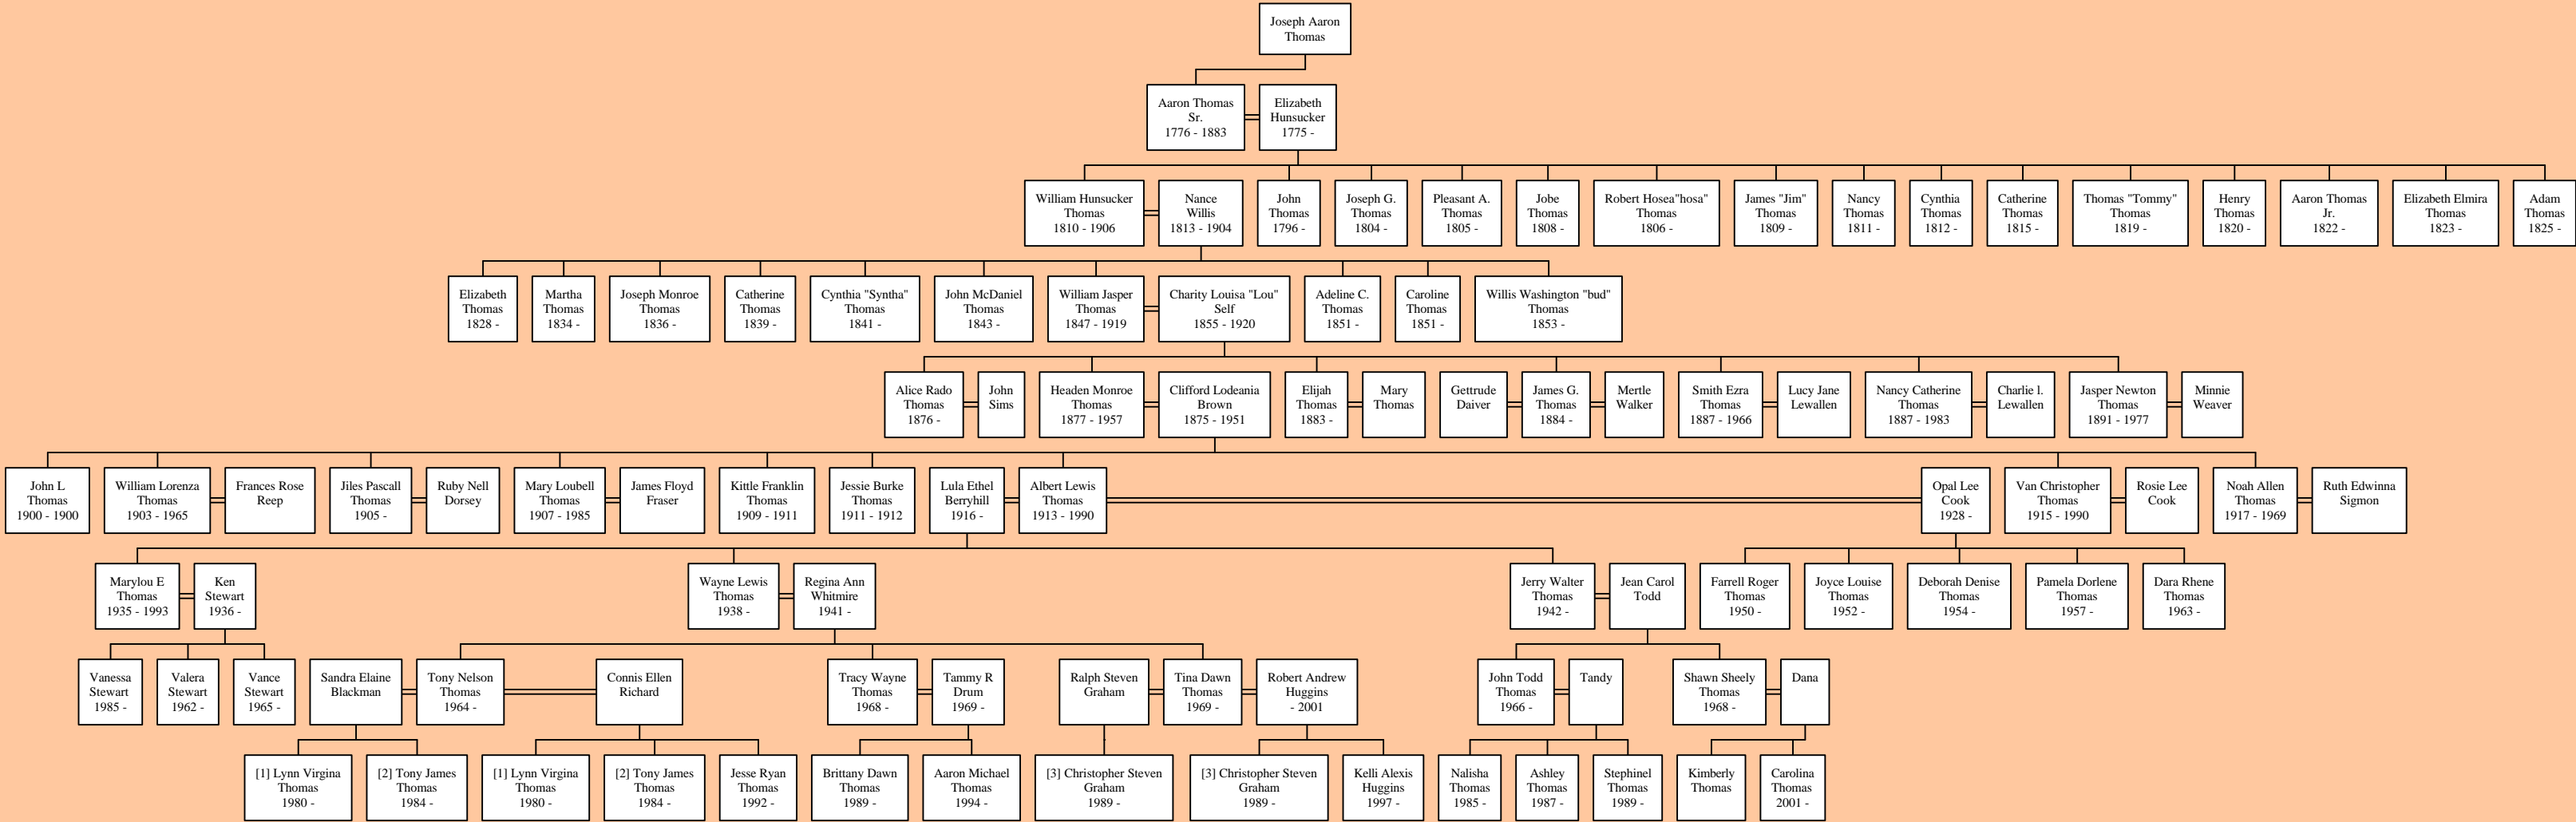 Joseph Aaron
Thomas
Aaron Thomas
Sr.
1776 - 1883
Elizabeth
Hunsucker
1775 -
William Hunsucker
Thomas
1810 - 1906
Nance
Willis
1813 - 1904
John
Thomas
1796 -
Joseph G.
Thomas
1804 -
Pleasant A.
Thomas
1805 -
Jobe
Thomas
1808 -
Robert Hosea"hosa"
Thomas
1806 -
James "Jim"
Thomas
1809 -
Nancy
Thomas
1811 -
Cynthia
Thomas
1812 -
Catherine
Thomas
1815 -
Thomas "Tommy"
Thomas
1819 -
Henry
Thomas
1820 -
Aaron Thomas
Jr.
1822 -
Elizabeth Elmira
Thomas
1823 -
Adam
Thomas
1825 -
Elizabeth
Thomas
1828 -
Martha
Thomas
1834 -
Joseph Monroe
Thomas
1836 -
Catherine
Thomas
1839 -
Cynthia "Syntha"
Thomas
1841 -
John McDaniel
Thomas
1843 -
William Jasper
Thomas
1847 - 1919
Charity Louisa "Lou"
Self
1855 - 1920
Adeline C.
Thomas
1851 -
Caroline
Thomas
1851 -
Willis Washington "bud"
Thomas
1853 -
Alice Rado
Thomas
1876 -
John
Sims
Headen Monroe
Thomas
1877 - 1957
Clifford Lodeania
Brown
1875 - 1951
Elijah
Thomas
1883 -
Mary
Thomas
Gettrude
Daiver
James G.
Thomas
1884 -
Mertle
Walker
Smith Ezra
Thomas
1887 - 1966
Lucy Jane
Lewallen
Nancy Catherine
Thomas
1887 - 1983
Charlie l.
Lewallen
Jasper Newton
Thomas
1891 - 1977
Minnie
Weaver
John L
Thomas
1900 - 1900
William Lorenza
Thomas
1903 - 1965
Frances Rose
Reep
Jiles Pascall
Thomas
1905 -
Ruby Nell
Dorsey
Mary Loubell
Thomas
1907 - 1985
James Floyd
Fraser
Kittle Franklin
Thomas
1909 - 1911
Jessie Burke
Thomas
1911 - 1912
Lula Ethel
Berryhill
1916 -
Albert Lewis
Thomas
1913 - 1990
Opal Lee
Cook
1928 -
Van Christopher
Thomas
1915 - 1990
Rosie Lee
Cook
Noah Allen
Thomas
1917 - 1969
Ruth Edwinna
Sigmon
Marylou E
Thomas
1935 - 1993
Ken
Stewart
1936 -
Wayne Lewis
Thomas
1938 -
Regina Ann
Whitmire
1941 -
Jerry Walter
Thomas
1942 -
Jean Carol
Todd
Farrell Roger
Thomas
1950 -
Joyce Louise
Thomas
1952 -
Deborah Denise
Thomas
1954 -
Pamela Dorlene
Thomas
1957 -
Dara Rhene
Thomas
1963 -
Vanessa
Stewart
1985 -
Valera
Stewart
1962 -
Vance
Stewart
1965 -
Sandra Elaine
Blackman
Tony Nelson
Thomas
1964 -
Connis Ellen
Richard
Tracy Wayne
Thomas
1968 -
Tammy R
Drum
1969 -
Ralph Steven
Graham
Tina Dawn
Thomas
1969 -
Robert Andrew
Huggins
- 2001
John Todd
Thomas
1966 -
Tandy
Shawn Sheely
Thomas
1968 -
Dana
[1] Lynn Virgina
Thomas
1980 -
[2] Tony James
Thomas
1984 -
[1] Lynn Virgina
Thomas
1980 -
[2] Tony James
Thomas
1984 -
Jesse Ryan
Thomas
1992 -
Brittany Dawn
Thomas
1989 -
Aaron Michael
Thomas
1994 -
[3] Christopher Steven
Graham
1989 -
[3] Christopher Steven
Graham
1989 -
Kelli Alexis
Huggins
1997 -
Nalisha
Thomas
1985 -
Ashley
Thomas
1987 -
Stephinel
Thomas
1989 -
Kimberly
Thomas
Carolina
Thomas
2001 -